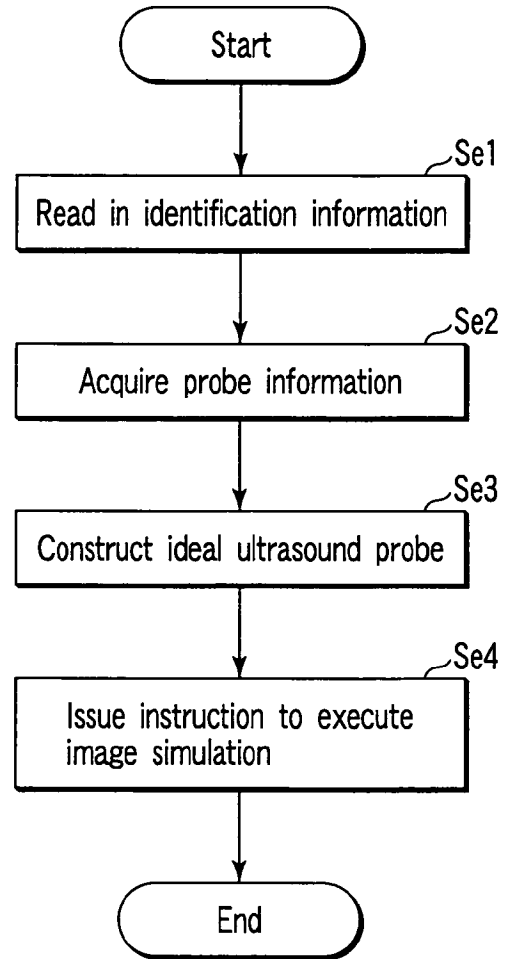 Start
Se1
Read in identification information
Se2
Acquire probe information
Se3
Construct ideal ultrasound probe
Se4
Issue instruction to execute
image simulation
End